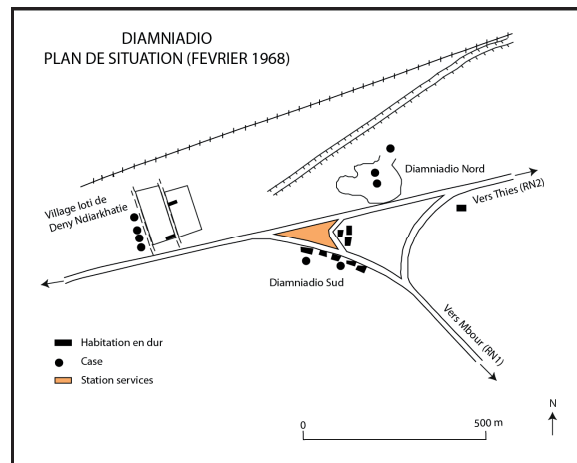 DIAMNIADIO
PLAN DE SITUATION (FEVRIER 1968)
Diamniadio Nord
Vers Thies (RN2)
Village loti de
Deny Ndiarkhatie
Diamniadio Sud
Vers Mbour (RN1)
Habitation en dur
Case
Station services
N
0
500 m